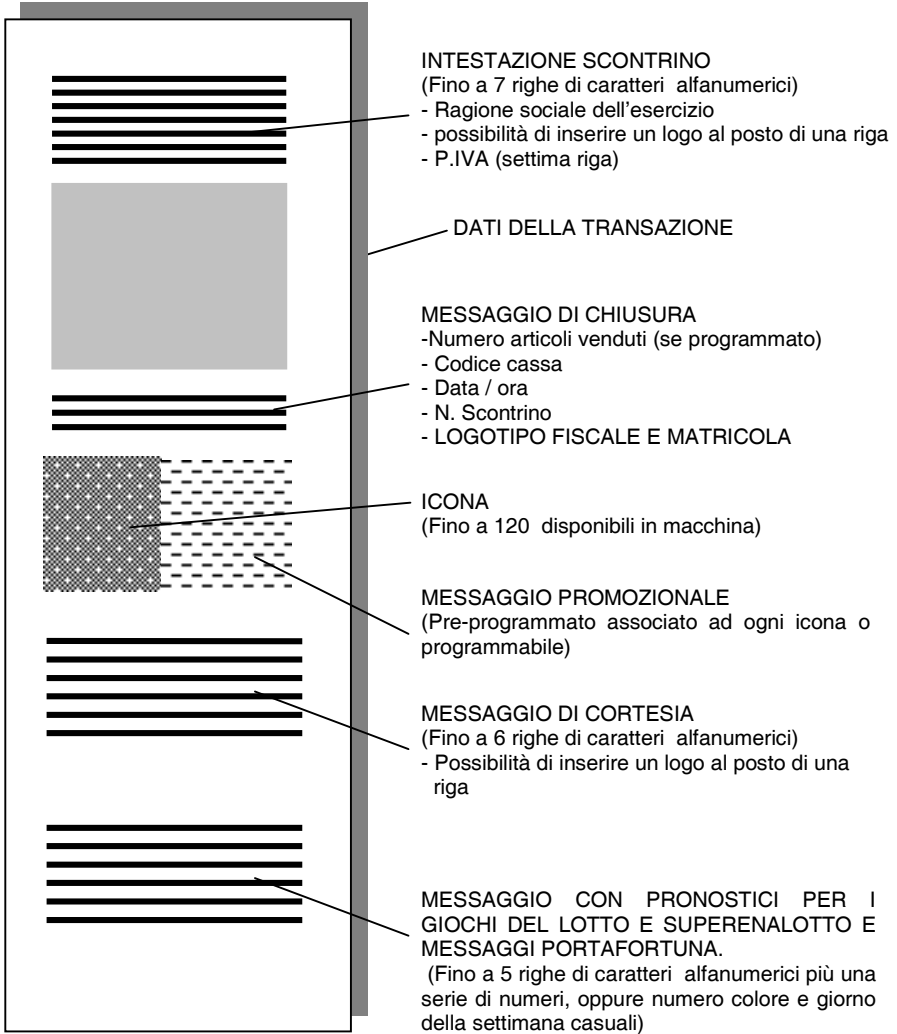 INTESTAZIONE SCONTRINO
(Fino a 7 righe di caratteri alfanumerici)
- Ragione sociale dell'esercizio
- possibilità di inserire un logo al posto di una riga
- P.IVA (settima riga)
DATI DELLA TRANSAZIONE
MESSAGGIO DI CHIUSURA
-Numero articoli venduti (se programmato)
- Codice cassa
- Data / ora
- N. Scontrino
- LOGOTIPO FISCALE E MATRICOLA
ICONA
(Fino a 120 disponibili in macchina)
MESSAGGIO PROMOZIONALE
(Pre-programmato associato ad ogni icona o
programmabile)
MESSAGGIO DI CORTESIA
(Fino a 6 righe di caratteri alfanumerici)
- Possibilità di inserire un logo al posto di una
riga
MESSAGGIO CON PRONOSTICI PER I
GIOCHI DEL LOTTO E SUPERENALOTTO E
MESSAGGI PORTAFORTUNA.
(Fino a 5 righe di caratteri alfanumerici più una
serie di numeri, oppure numero colore e giorno
della settimana casuali)